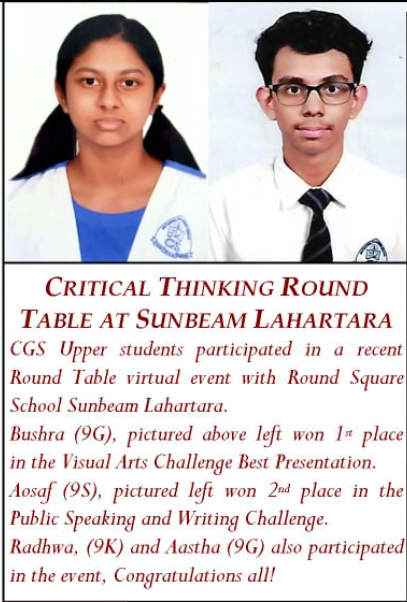 CRITICAL THINKING ROUND
TABLE AT SUNBEAM LAHARTARA
CGS Upper students participated in a recent
Round Table virtual event with Round Square
School Sunbeam Lahartara.
Bushra (9G), pictured above left won 1st place
in the Visual Arts Challenge Best Presentation.
Aosaf (9S), pictured left won 2nd place in the
Public Speaking and Writing Challenge.
Radhwa, (9K) and Aastha (9G) also participated
in the event, Congratulations all!